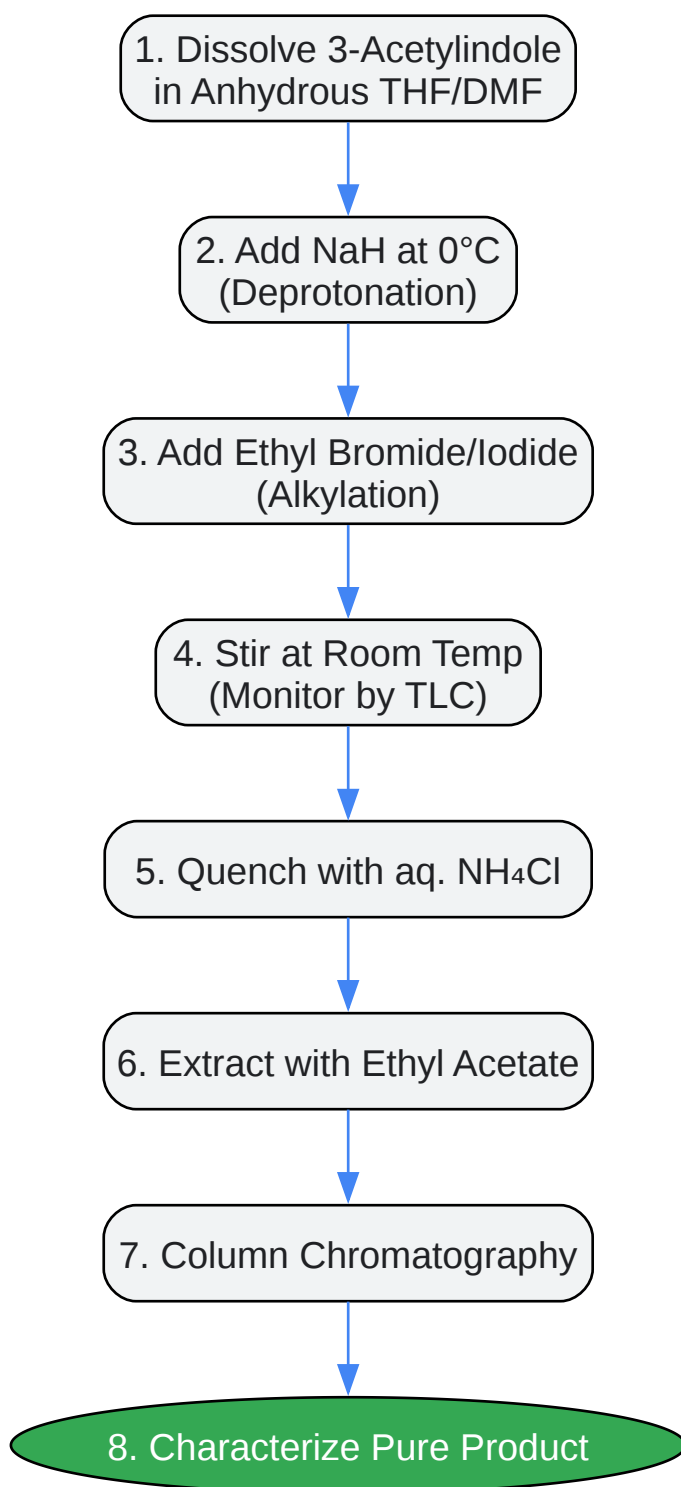 1. Dissolve 3-Acetylindole
in Anhydrous THF/DMF
2. Add NaH at 0°C
(Deprotonation)
3. Add Ethyl Bromide/Iodide
(Alkylation)
4. Stir at Room Temp
(Monitor by TLC)
5. Quench with aq. NH₄Cl
6. Extract with Ethyl Acetate
7. Column Chromatography
8. Characterize Pure Product